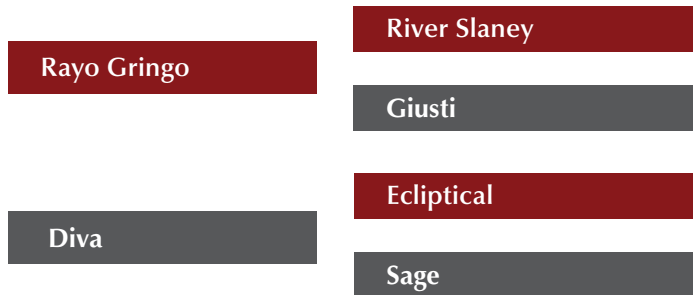 River Slaney
Rayo Gringo
Giusti
Ecliptical
Diva
Sage